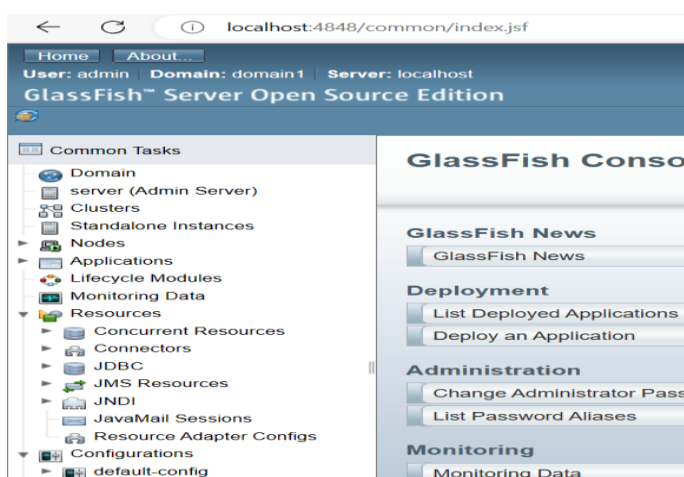 localhost:4848/common/index.jsf
Home About...
User: admin Domain: domain1 Server: localhost
GlassFish™ Server Open Source Edition
Common Tasks
Domain
server (Admin Server)
Clusters
Standalone Instances
Nodes
Applications
Lifecycle Modules
Monitoring Data
Resources
Concurrent Resources
Connectors
JDBC
JMS Resources
JNDI
JavaMail Sessions
Resource Adapter Configs
Configurations
default-config
GlassFish Conso
GlassFish News
GlassFish News
Deployment
List Deployed Applications
Deploy an Application
Administration
Change Administrator Pass
List Password Aliases
Monitoring
Monitoring Data